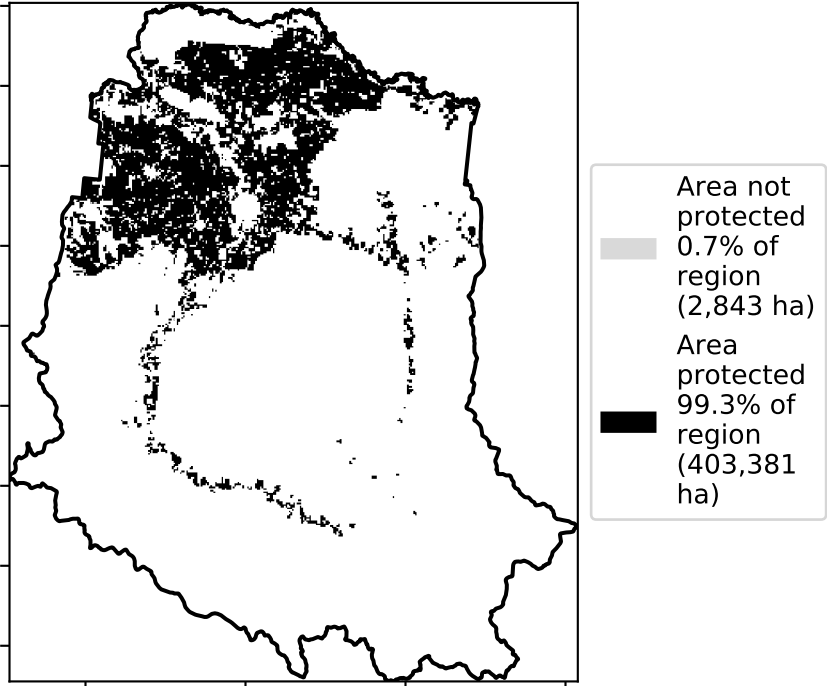 Area not
protected
0.7% of
region
(2,843 ha)
Area
protected
99.3% of
region
(403,381
ha)